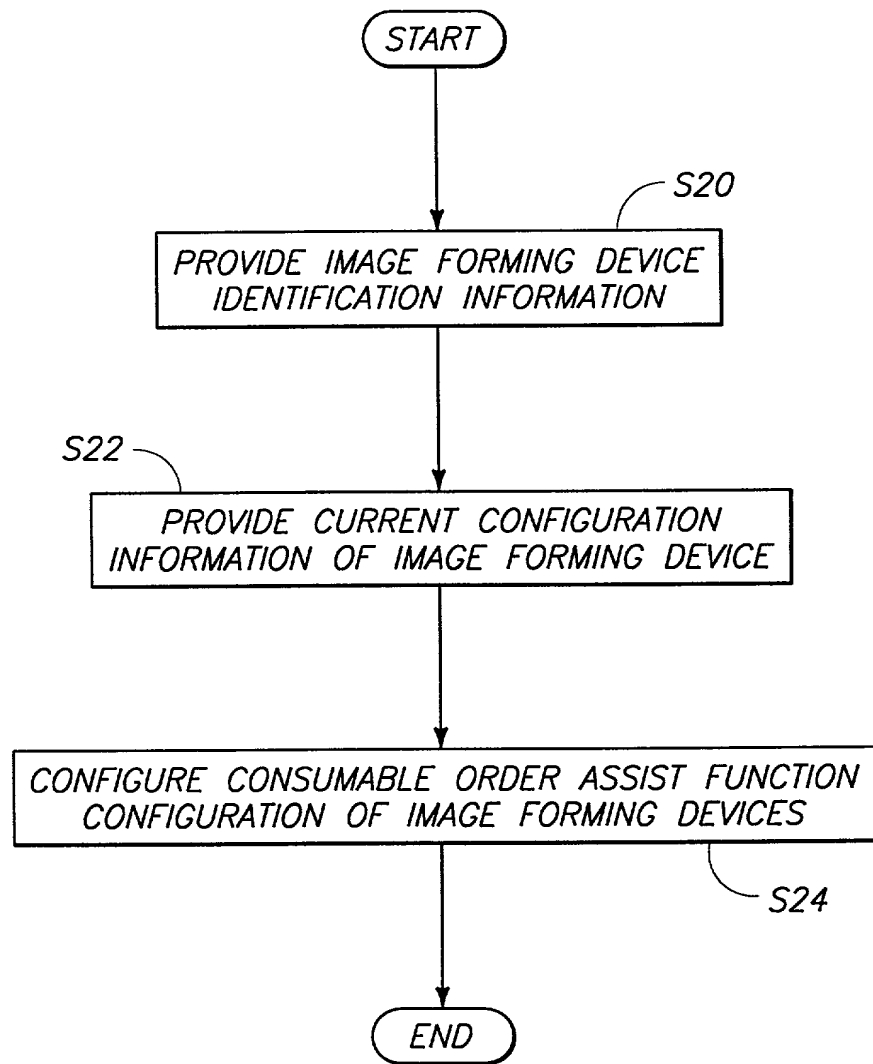 START
S20
PROVIDE IMAGE FORMING DEVICE
IDENTIFICATION INFORMATION
S22
PROVIDE CURRENT CONFIGURATION
INFORMATION OF IMAGE FORMING DEVICE
CONFIGURE CONSUMABLE ORDER ASSIST FUNCTION
CONFIGURATION OF IMAGE FORMING DEVICES
S24
END